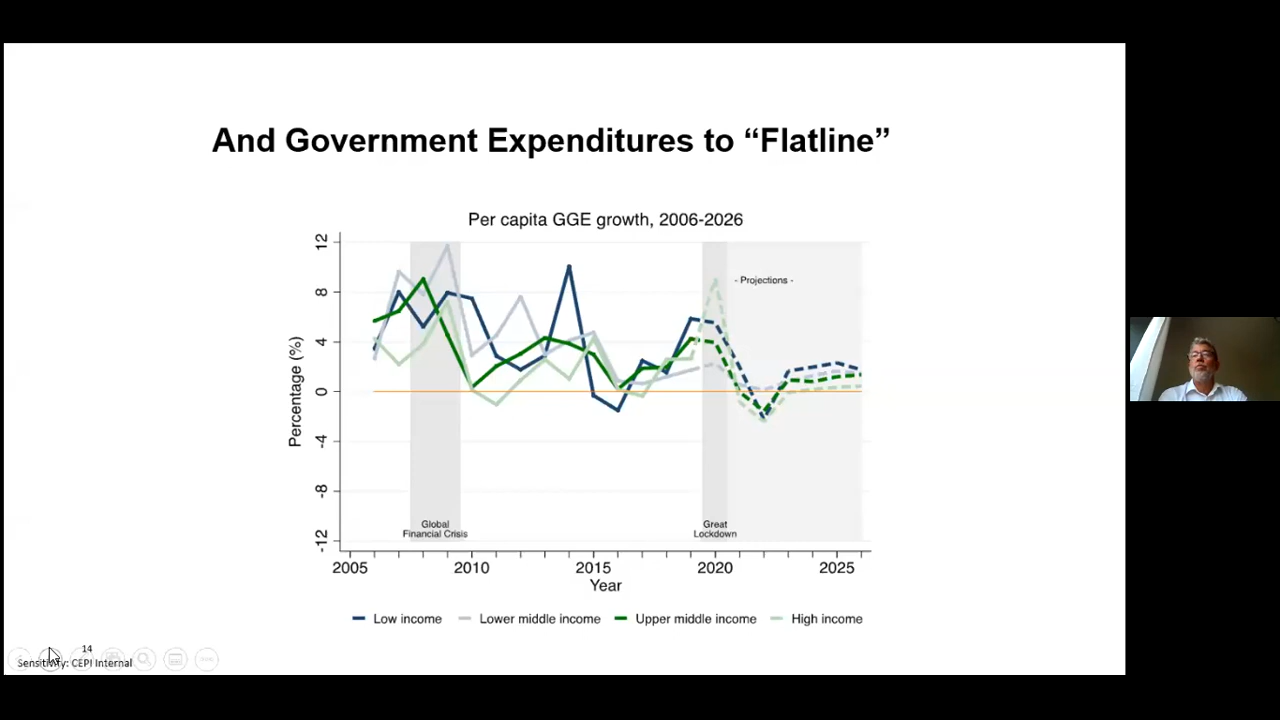 And Government Expenditures to “Flatline”
Per capita GGE growth, 2006-2026
Percentage (%)
12
8
4
0
-4
-8
-12
- Projections -
Global
Financial Crisis
Great
Lockdown
2005 2010 2015 2020 2025
Year
Low income Lower middle income Upper middle income High income
14
Sensitivity: CEPI Internal